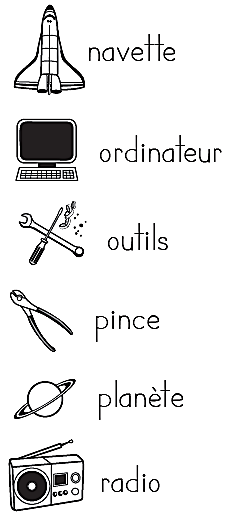 navette
ordinateur
outils
pince
planète
radio